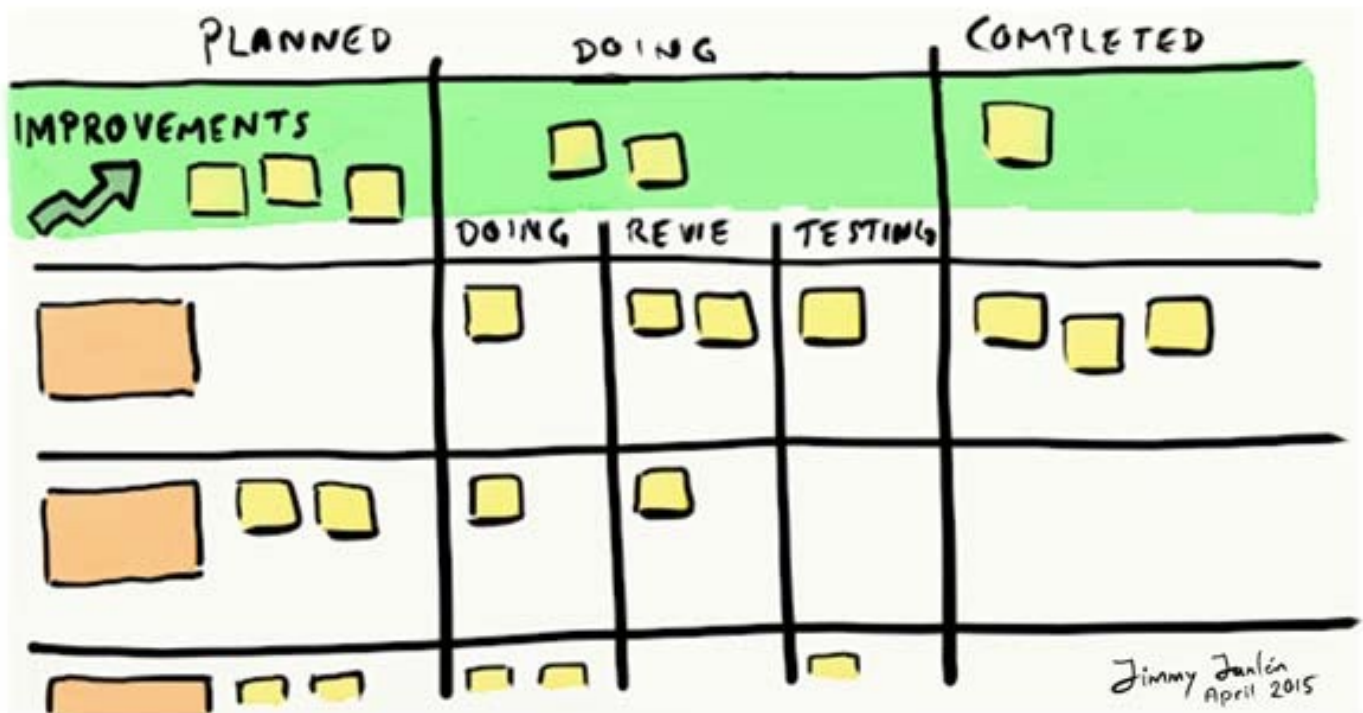 PLANNED DOING COMPLETED
IMPROVEMENTS
DOING REVIE TESTING
Jimmy Janlén
April 2015